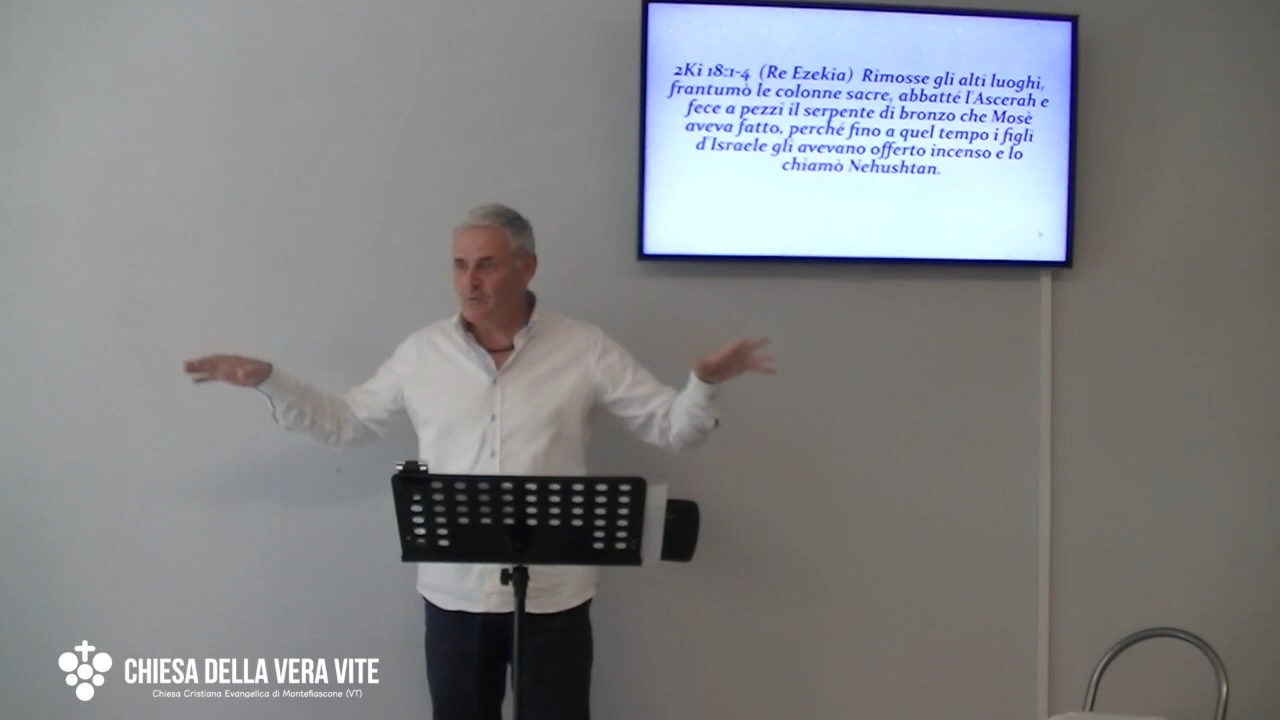 2Ki 18:1-4 (Re Ezekia) Rimosse gli alti luoghi,
frantumò le colonne sacre, abbatté l'Ascerah e
fece a pezzi il serpente di bronzo che Mosè
aveva fatto, perché fino a quel tempo i figli
d'Israele gli avevano offerto incenso e lo
chiamò Nehushtan.
CHIESA DELLA VERA VITE
Chiesa Cristiana Evangelica di Montefiascone (VT)